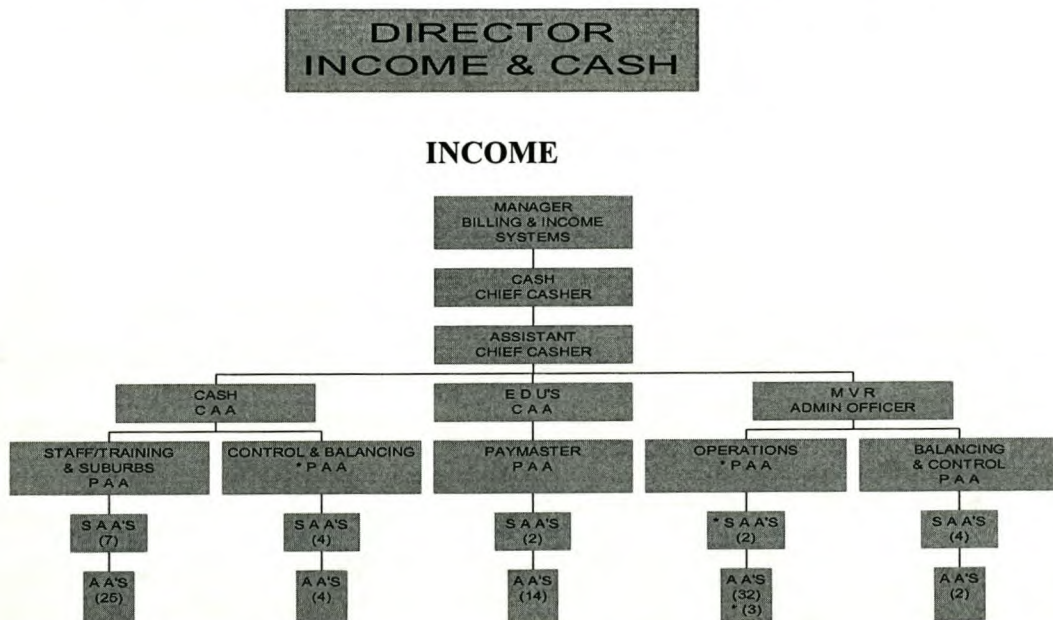 DIRECTOR
INCOME & CASH
INCOME
MANAGER
BILLING & INCOME
SYSTEMS
CASH
CHIEF CASHER
ASSISTANT
CHIEF CASHER
CASH
C A A
E D U'S
C A A
M V R
ADMIN OFFICER
STAFF/TRAINING
& SUBURBS
P A A
CONTROL & BALANCING
* P A A
PAYMASTER
P A A
OPERATIONS
* P A A
BALANCING
& CONTROL
P A A
S A A'S
(7)
S A A'S
(4)
S A A'S
(2)
* S A A'S
(2)
S A A'S
(4)
A A'S
(25)
A A'S
(4)
A A'S
(14)
A A'S
(32)
* (3)
A A'S
(2)